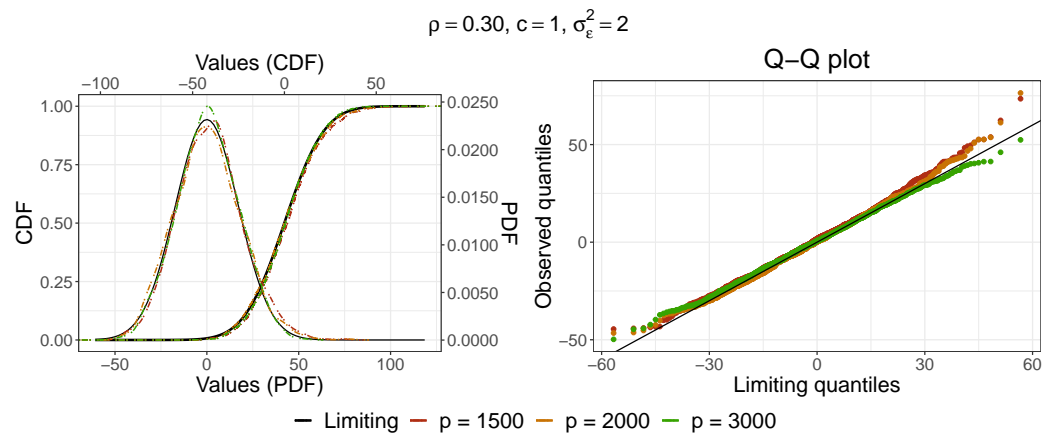 ρ = 0.30, c = 1, σ²_ε = 2
Values (CDF)
−100 −50 0 50
1.00
0.75
0.50
0.25
0.00
CDF
0.0250
0.0200
0.0150
0.0100
0.0050
0.0000
PDF
−50 0 50 100
Values (PDF)
Q−Q plot
Observed quantiles
50
0
−50
−60 −30 0 30 60
Limiting quantiles
Limiting p = 1500 p = 2000 p = 3000